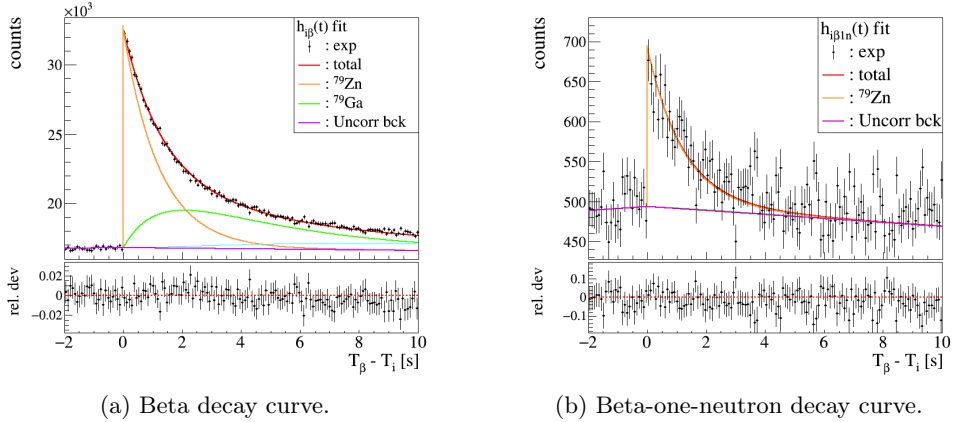 ×10³
counts
30
25
20
h_iβ(t) fit
: exp
: total
: ⁷⁹Zn
: ⁷⁹Ga
: Uncorr bck
rel. dev
0.02
0
−0.02
−2 0 2 4 6 8 10
T_β - T_i [s]
(a) Beta decay curve.
counts
700
650
600
550
500
450
h_iβ1n(t) fit
: exp
: total
: ⁷⁹Zn
: Uncorr bck
rel. dev
0.1
0
−0.1
−2 0 2 4 6 8 10
T_β - T_i [s]
(b) Beta-one-neutron decay curve.